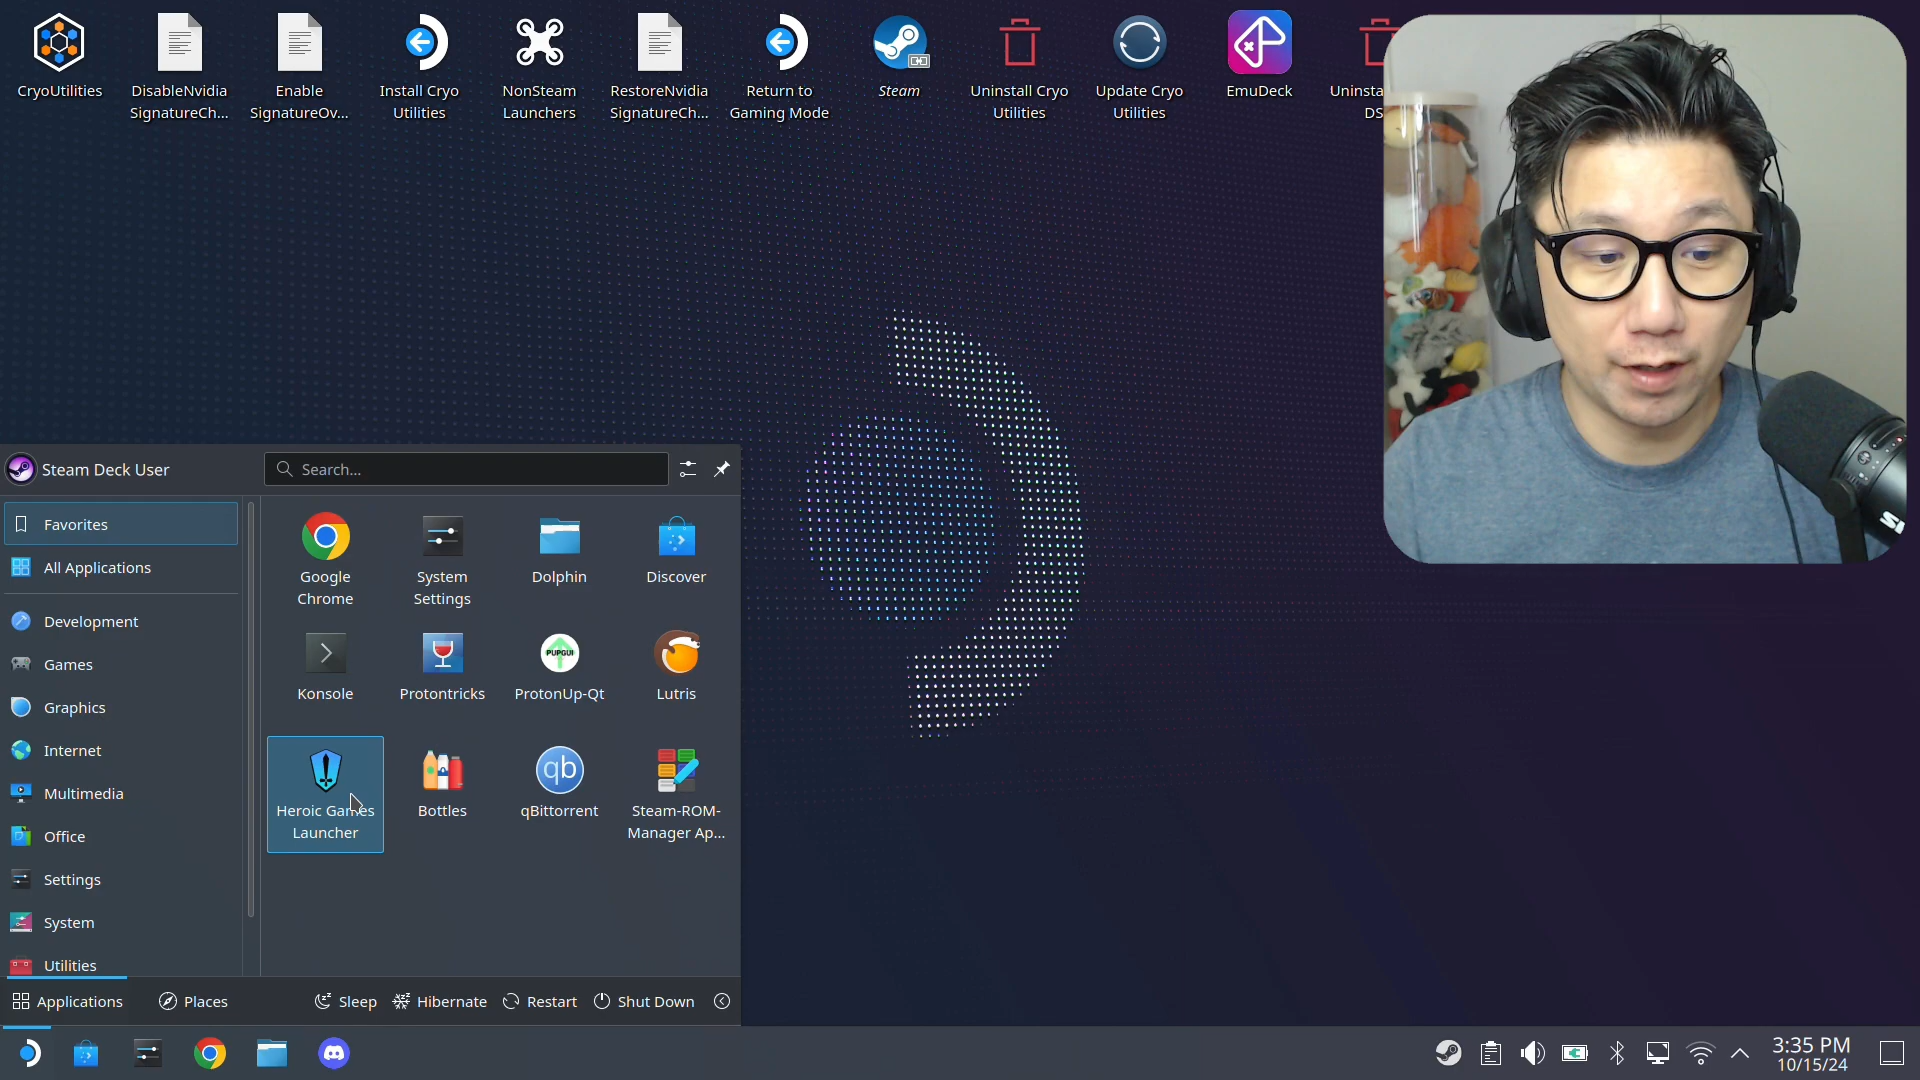 CryoUtilities
DisableNvidia
SignatureCh...
Enable
SignatureOv...
Install Cryo
Utilities
NonSteam
Launchers
RestoreNvidia
SignatureCh...
Return to
Gaming Mode
Steam
Uninstall Cryo
Utilities
Update Cryo
Utilities
EmuDeck
Steam Deck User
Search...
Favorites
All Applications
Development
Games
Graphics
Internet
Multimedia
Office
Settings
System
Utilities
Google
Chrome
System
Settings
Dolphin
Discover
Konsole
Protontricks
PUPGUI
ProtonUp-Qt
Lutris
Heroic Games
Launcher
Bottles
qb
qBittorrent
Steam-ROM-
Manager Ap...
Applications
Places
Sleep
Hibernate
Restart
Shut Down
3:35 PM
10/15/24